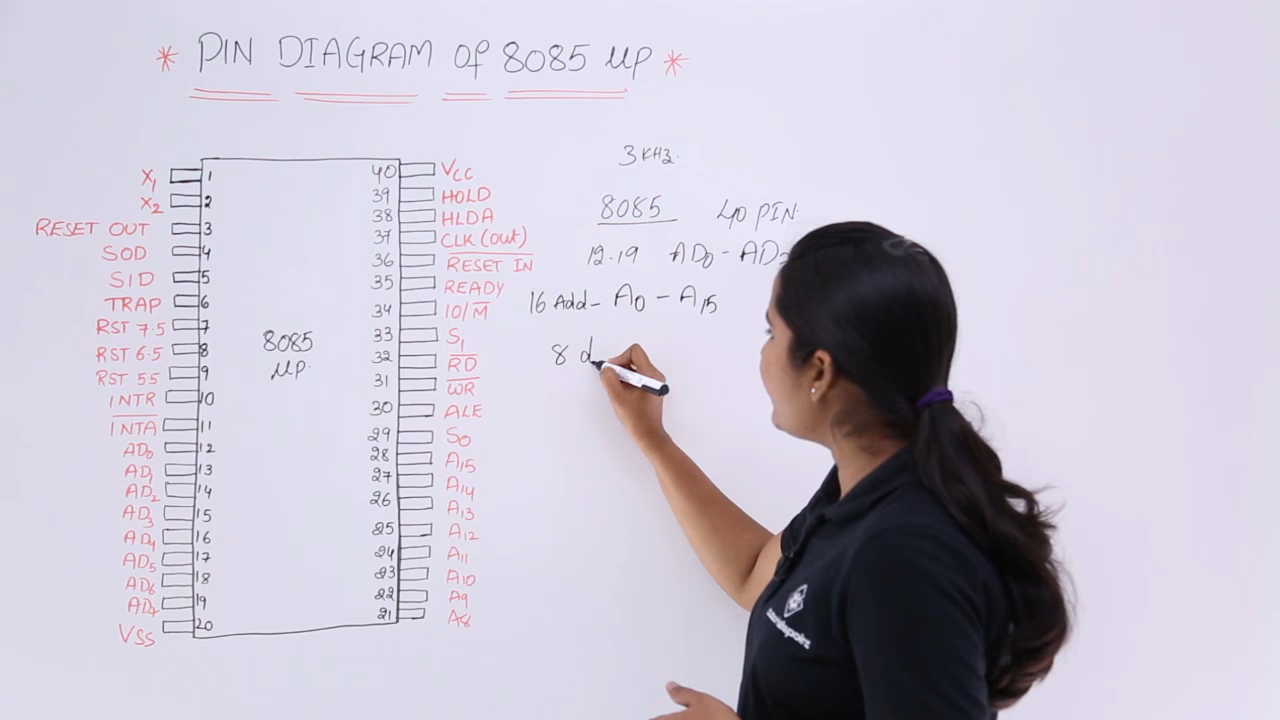 * PIN DIAGRAM of 8085 µp *
3 KHz.
8085 40 PIN
12-19 AD0 - AD7
16 Add - A0 - A15
8 d
X1 1
X2 2
RESET OUT 3
SOD 4
SID 5
TRAP 6
RST 7.5 7
RST 6.5 8
RST 5.5 9
INTR 10
INTA 11
AD0 12
AD1 13
AD2 14
AD3 15
AD4 16
AD5 17
AD6 18
AD7 19
VSS 20
8085
µp.
40 VCC
39 HOLD
38 HLDA
37 CLK (out)
36 RESET IN
35 READY
34 IO/M
33 S1
32 RD
31 WR
30 ALE
29 S0
28 A15
27 A14
26 A13
25 A12
24 A11
23 A10
22 A9
21 A8
tutorialspoint